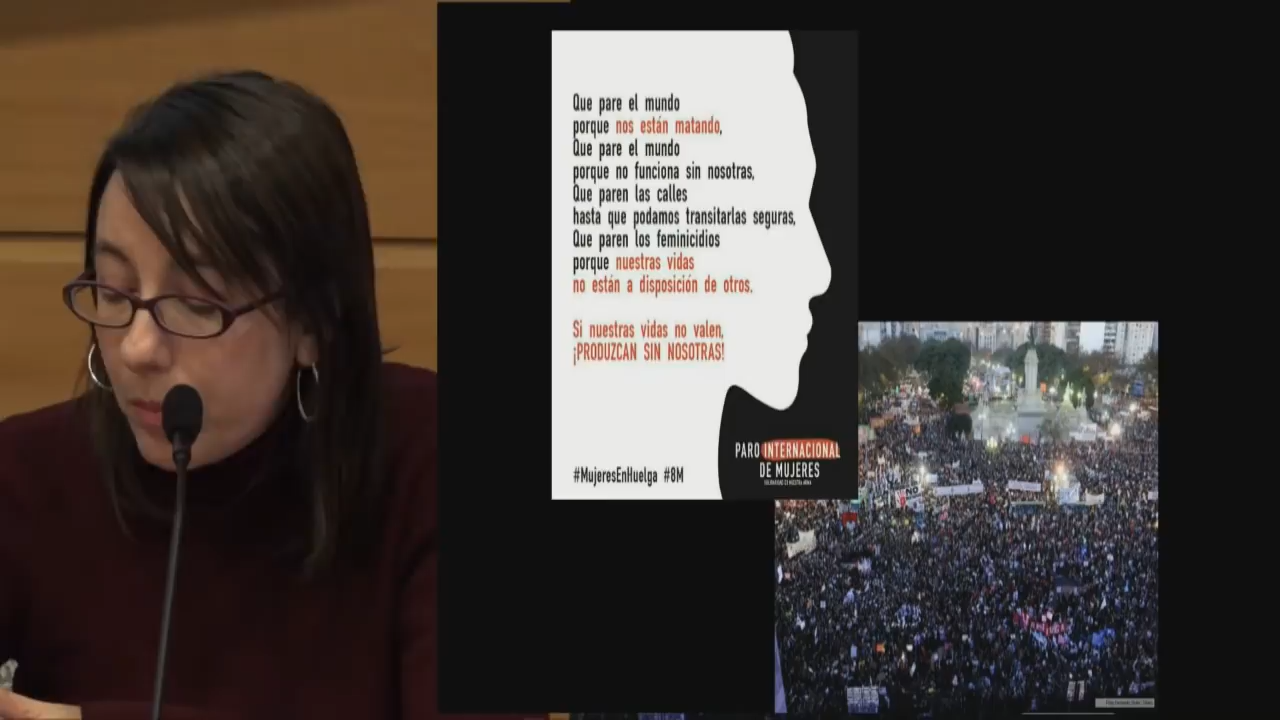 Que pare el mundo
porque nos están matando,
Que pare el mundo
porque no funciona sin nosotras,
Que paren las calles
hasta que podamos transitarlas seguras,
Que paren los feminicidios
porque nuestras vidas
no están a disposición de otros.
Si nuestras vidas no valen,
¡PRODUZCAN SIN NOSOTRAS!
#MujeresEnHuelga #8M
PARO INTERNACIONAL
DE MUJERES